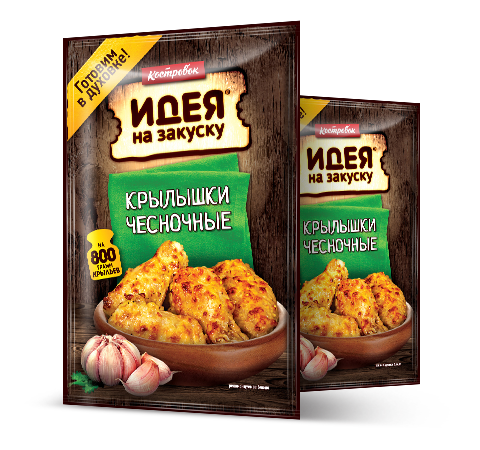 Готовим
в духовке!
Костровок
ИДЕЯ
на закуску
КРЫЛЫШКИ
ЧЕСНОЧНЫЕ
НА
800
ГРАММ
КРЫЛЬЕВ
Костровок
ИДЕЯ
на закуску
КРЫЛЫШКИ
ЧЕСНОЧНЫЕ